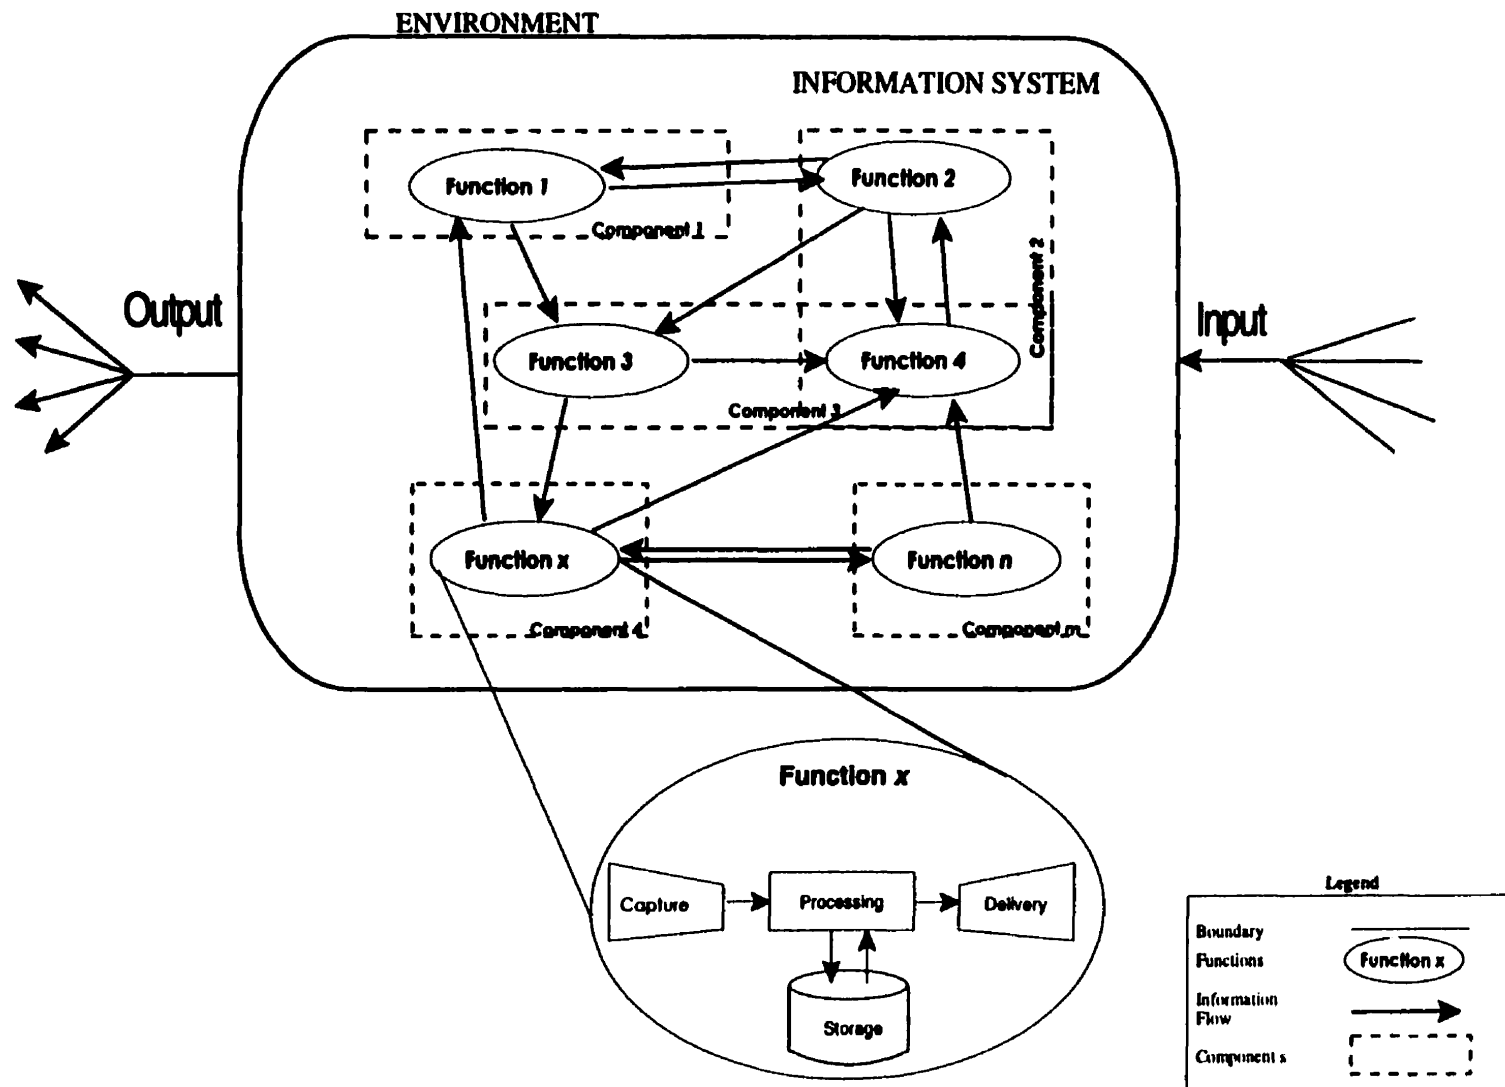 ENVIRONMENT
INFORMATION SYSTEM
Function 1
Function 2
Component 1
Component 2
Output
Input
Function 3
Function 4
Component 3
Function x
Function n
Component 4
Component m
Function x
Capture
Processing
Delivery
Storage
Legend
Boundary
Functions
Function x
Information
Flow
Component s